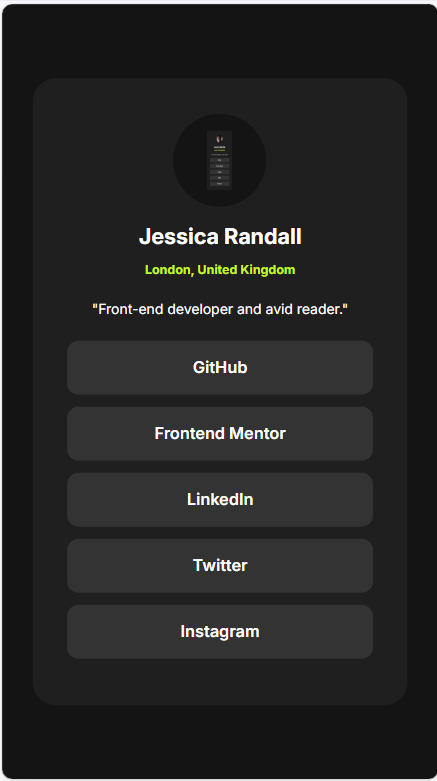 Jessica Randall
London, United Kingdom
"Front-end developer and avid reader."
GitHub
Frontend Mentor
LinkedIn
Twitter
Instagram